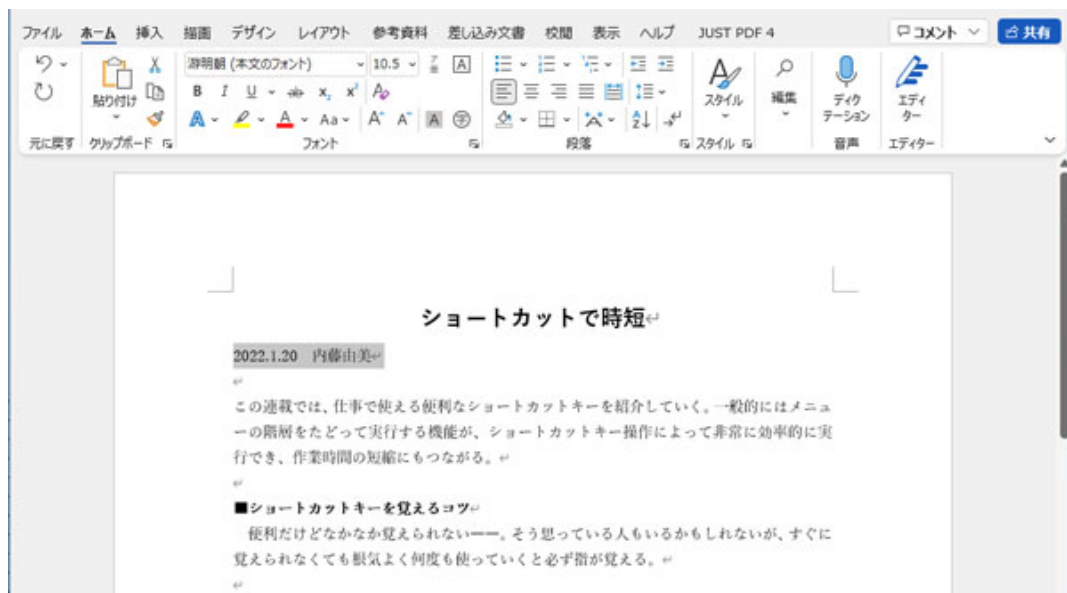 ファイル ホーム 挿入 描画 デザイン レイアウト 参考資料 差し込み文書 校閲 表示 ヘルプ JUST PDF 4 コメント 共有
游明朝 (本文のフォント) 10.5
貼り付け
スタイル 編集 ディクテーション エディター
元に戻す クリップボード フォント 段落 スタイル 音声 エディター
ショートカットで時短
2022.1.20 内藤由美
この連載では、仕事で使える便利なショートカットキーを紹介していく。一般的にはメニュ
ーの階層をたどって実行する機能が、ショートカットキー操作によって非常に効率的に実
行でき、作業時間の短縮にもつながる。
■ショートカットキーを覚えるコツ
便利だけどなかなか覚えられない――。そう思っている人もいるかもしれないが、すぐに
覚えられなくても根気よく何度も使っていくと必ず指が覚える。